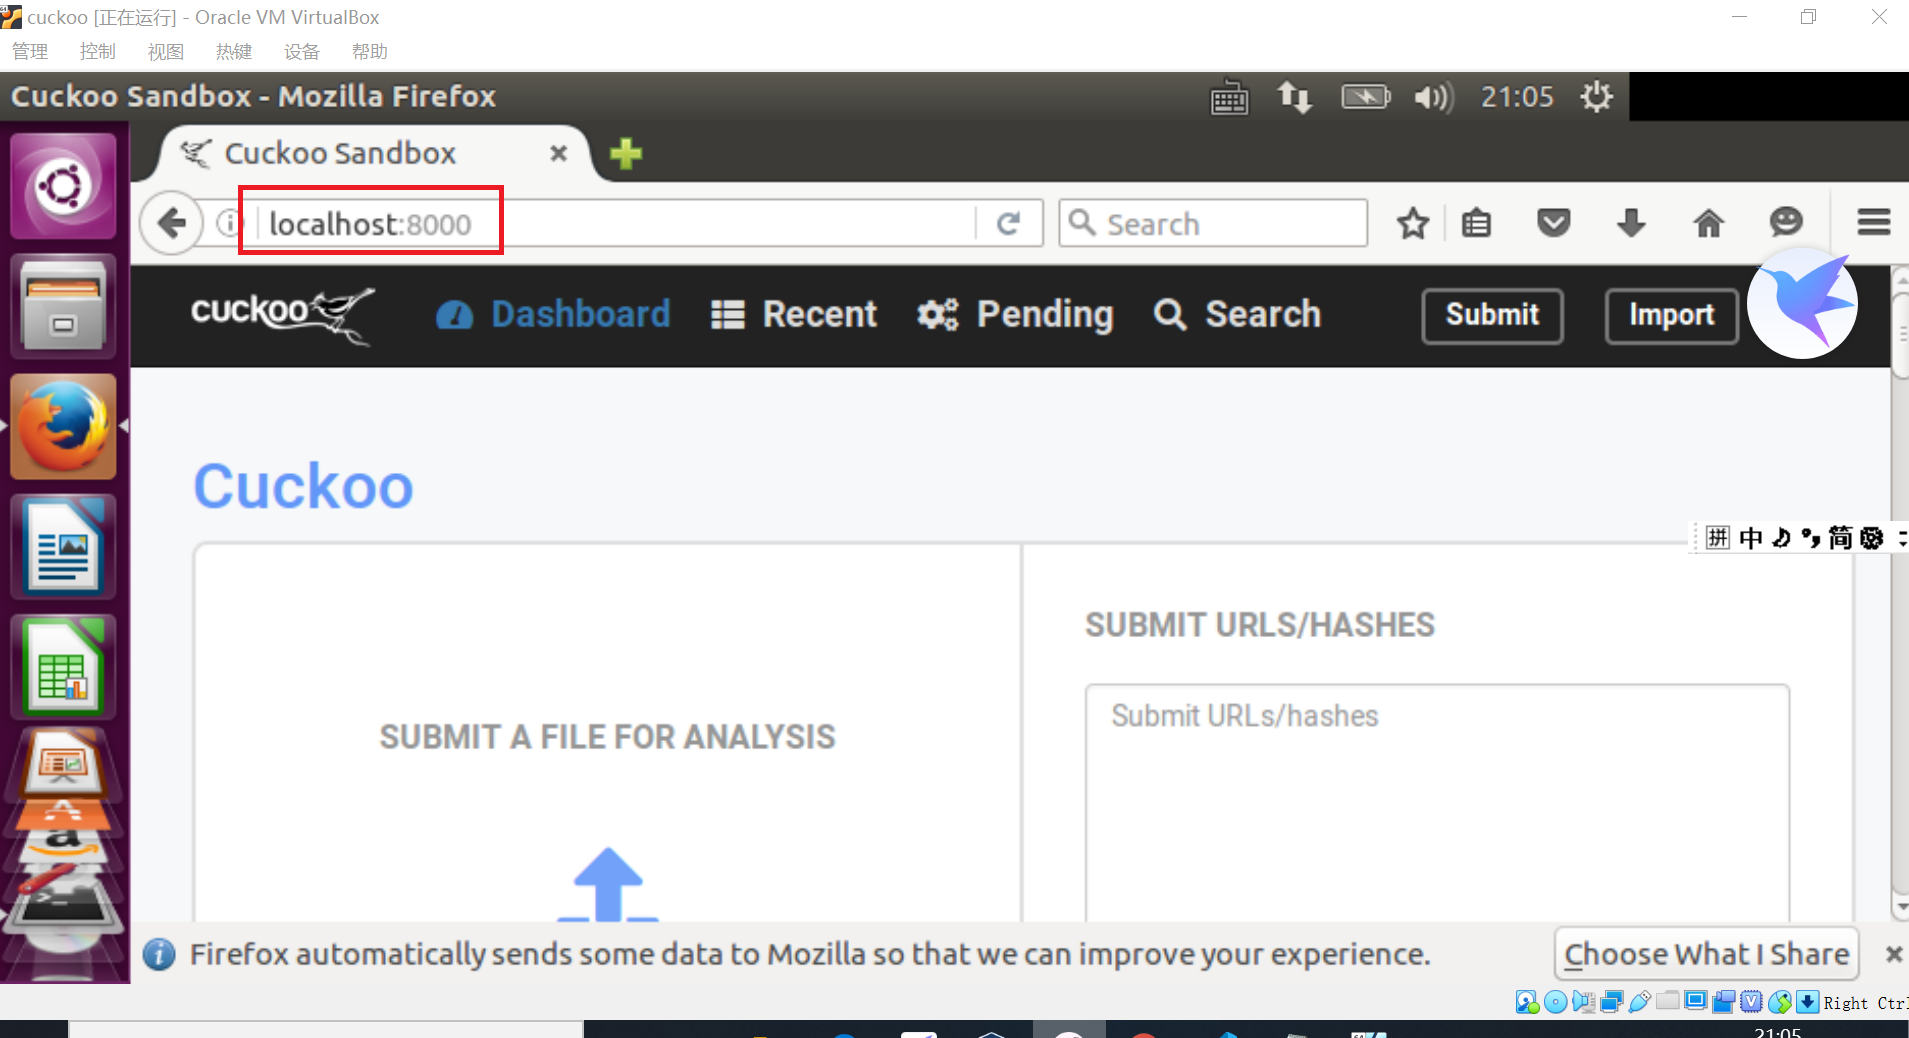 cuckoo [正在运行] - Oracle VM VirtualBox
管理 控制 视图 热键 设备 帮助
Cuckoo Sandbox - Mozilla Firefox 21:05
Cuckoo Sandbox
localhost:8000 Search
cuckoo Dashboard Recent Pending Search Submit Import
Cuckoo
拼 中 简
SUBMIT URLS/HASHES
Submit URLs/hashes
SUBMIT A FILE FOR ANALYSIS
Firefox automatically sends some data to Mozilla so that we can improve your experience. Choose What I Share
Right Ctrl
21:05